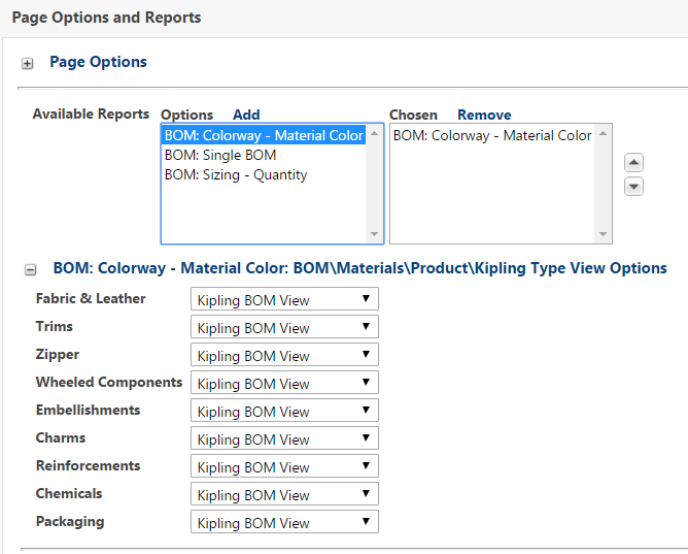 Page Options and Reports
Page Options
Available Reports Options Add Chosen Remove
BOM: Colorway - Material Color BOM: Colorway - Material Color
BOM: Single BOM
BOM: Sizing - Quantity
BOM: Colorway - Material Color: BOM\Materials\Product\Kipling Type View Options
Fabric & Leather Kipling BOM View
Trims Kipling BOM View
Zipper Kipling BOM View
Wheeled Components Kipling BOM View
Embellishments Kipling BOM View
Charms Kipling BOM View
Reinforcements Kipling BOM View
Chemicals Kipling BOM View
Packaging Kipling BOM View